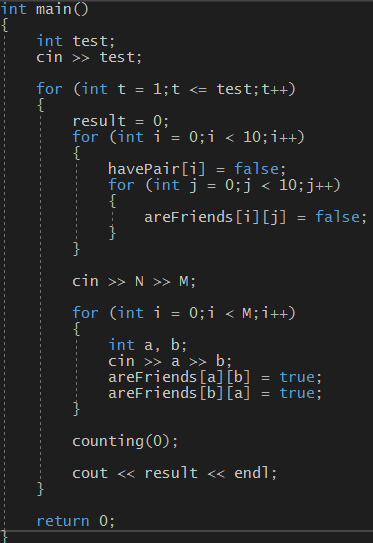 int main()
{
int test;
cin >> test;
for (int t = 1;t <= test;t++)
{
result = 0;
for (int i = 0;i < 10;i++)
{
havePair[i] = false;
for (int j = 0;j < 10;j++)
{
areFriends[i][j] = false;
}
}
cin >> N >> M;
for (int i = 0;i < M;i++)
{
int a, b;
cin >> a >> b;
areFriends[a][b] = true;
areFriends[b][a] = true;
}
counting(0);
cout << result << endl;
}
return 0;
}